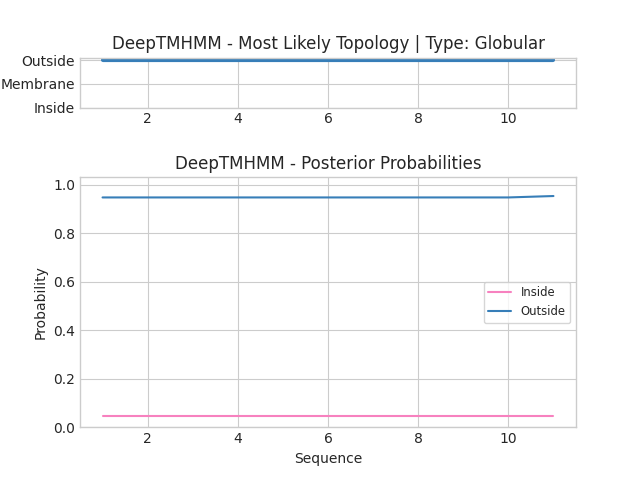 DeepTMHMM - Most Likely Topology | Type: Globular
Outside
Membrane
Inside
2 4 6 8 10
DeepTMHMM - Posterior Probabilities
1.0
0.8
0.6
0.4
0.2
0.0
Probability
Inside
Outside
2 4 6 8 10
Sequence